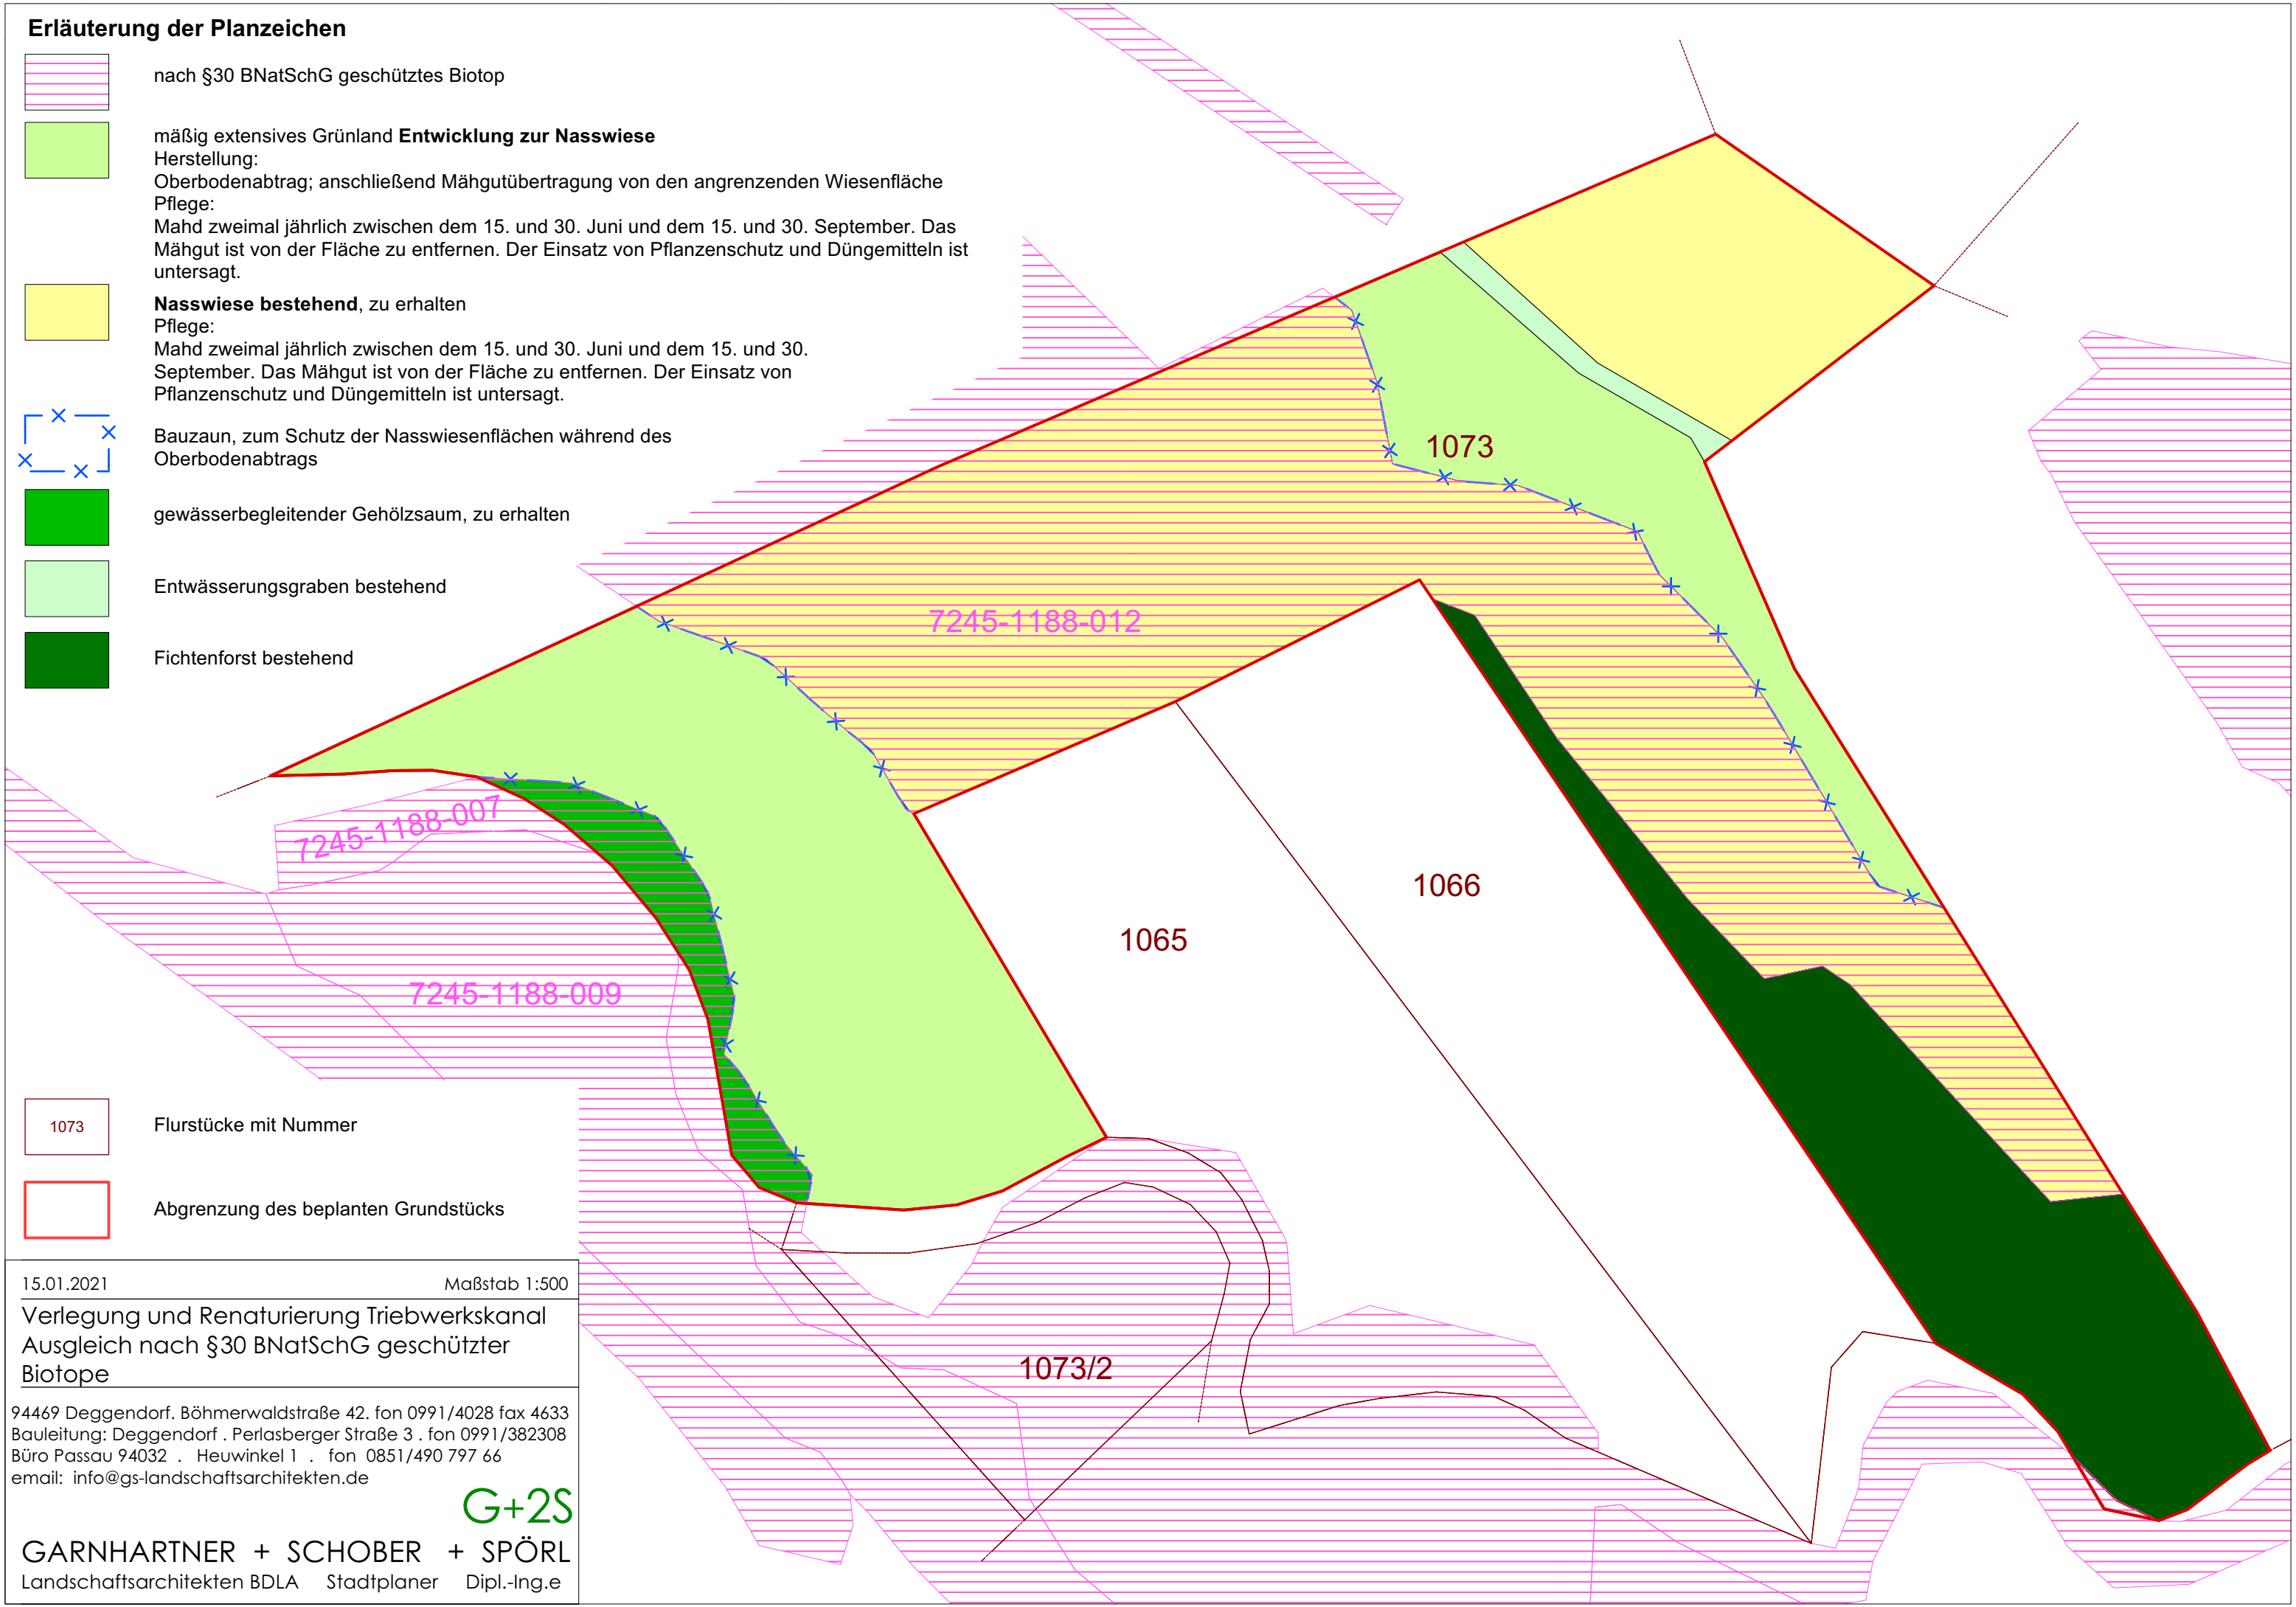 Erläuterung der Planzeichen
nach §30 BNatSchG geschütztes Biotop
mäßig extensives Grünland Entwicklung zur Nasswiese
Herstellung:
Oberbodenabtrag; anschließend Mähgutübertragung von den angrenzenden Wiesenfläche
Pflege:
Mahd zweimal jährlich zwischen dem 15. und 30. Juni und dem 15. und 30. September. Das
Mähgut ist von der Fläche zu entfernen. Der Einsatz von Pflanzenschutz und Düngemitteln ist
untersagt.
Nasswiese bestehend, zu erhalten
Pflege:
Mahd zweimal jährlich zwischen dem 15. und 30. Juni und dem 15. und 30.
September. Das Mähgut ist von der Fläche zu entfernen. Der Einsatz von
Pflanzenschutz und Düngemitteln ist untersagt.
Bauzaun, zum Schutz der Nasswiesenflächen während des
Oberbodenabtrags
gewässerbegleitender Gehölzsaum, zu erhalten
Entwässerungsgraben bestehend
Fichtenforst bestehend
1073
7245-1188-012
7245-1188-007
1066
1065
7245-1188-009
1073/2
1073
Flurstücke mit Nummer
Abgrenzung des beplanten Grundstücks
15.01.2021 Maßstab 1:500
Verlegung und Renaturierung Triebwerkskanal
Ausgleich nach §30 BNatSchG geschützter
Biotope
94469 Deggendorf. Böhmerwaldstraße 42. fon 0991/4028 fax 4633
Bauleitung: Deggendorf . Perlasberger Straße 3 . fon 0991/382308
Büro Passau 94032 . Heuwinkel 1 . fon 0851/490 797 66
email: info@gs-landschaftsarchitekten.de
G+2S
GARNHARTNER + SCHOBER + SPÖRL
Landschaftsarchitekten BDLA Stadtplaner Dipl.-Ing.e